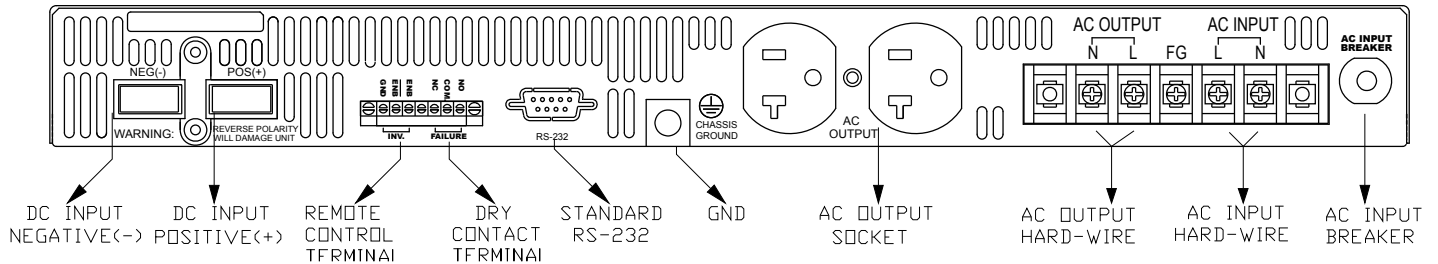 AC OUTPUT AC INPUT
N L FG L N
AC INPUT
BREAKER
NEG(-) POS(+)
WARNING: REVERSE POLARITY
WILL DAMAGE UNIT
GND ENB ENB NC COM. NO
INV. FAILURE
RS-232
CHASSIS
GROUND
AC
OUTPUT
DC INPUT
NEGATIVE(-)
DC INPUT
POSITIVE(+)
REMOTE
CONTROL
TERMINAL
DRY
CONTACT
TERMINAL
STANDARD
RS-232
GND
AC OUTPUT
SOCKET
AC OUTPUT
HARD-WIRE
AC INPUT
HARD-WIRE
AC INPUT
BREAKER